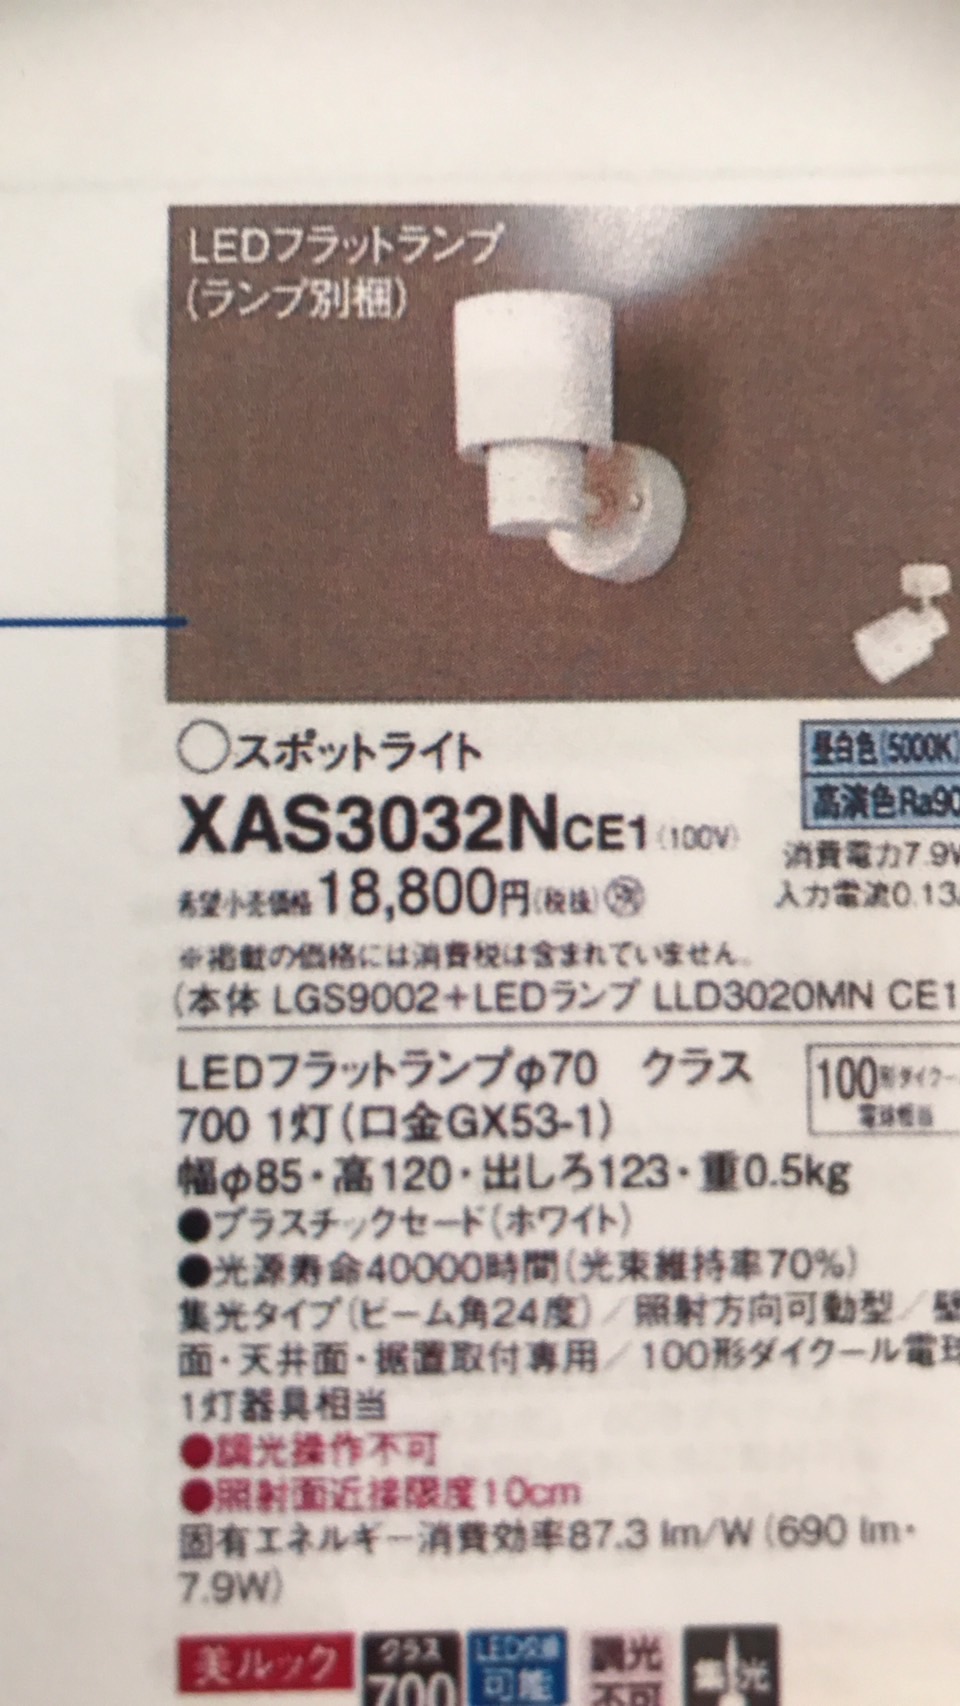 LEDフラットランプ
(ランプ別梱)
○スポットライト
XAS3032NCE1(100V)
希望小売価格18,800円(税抜)
※掲載の価格には消費税は含まれていません。
(本体 LGS9002+LEDランプ LLD3020MN CE1
昼白色(5000K)
高演色Ra90
消費電力7.9W
入力電流0.13
LEDフラットランプφ70 クラス
700 1灯(口金GX53-1)
100形ダイクー
電球相当
幅φ85・高120・出しろ123・重0.5kg
●プラスチックセード(ホワイト)
●光源寿命40000時間(光束維持率70%)
集光タイプ(ビーム角24度)/照射方向可動型/壁
面・天井面・据置取付専用/100形ダイクール電球
1灯器具相当
●調光操作不可
●照射面近接限度10cm
固有エネルギー消費効率87.3 lm/W(690 lm・
7.9W)
美ルック
クラス
700
LED交換
可能
調光
不可
集光